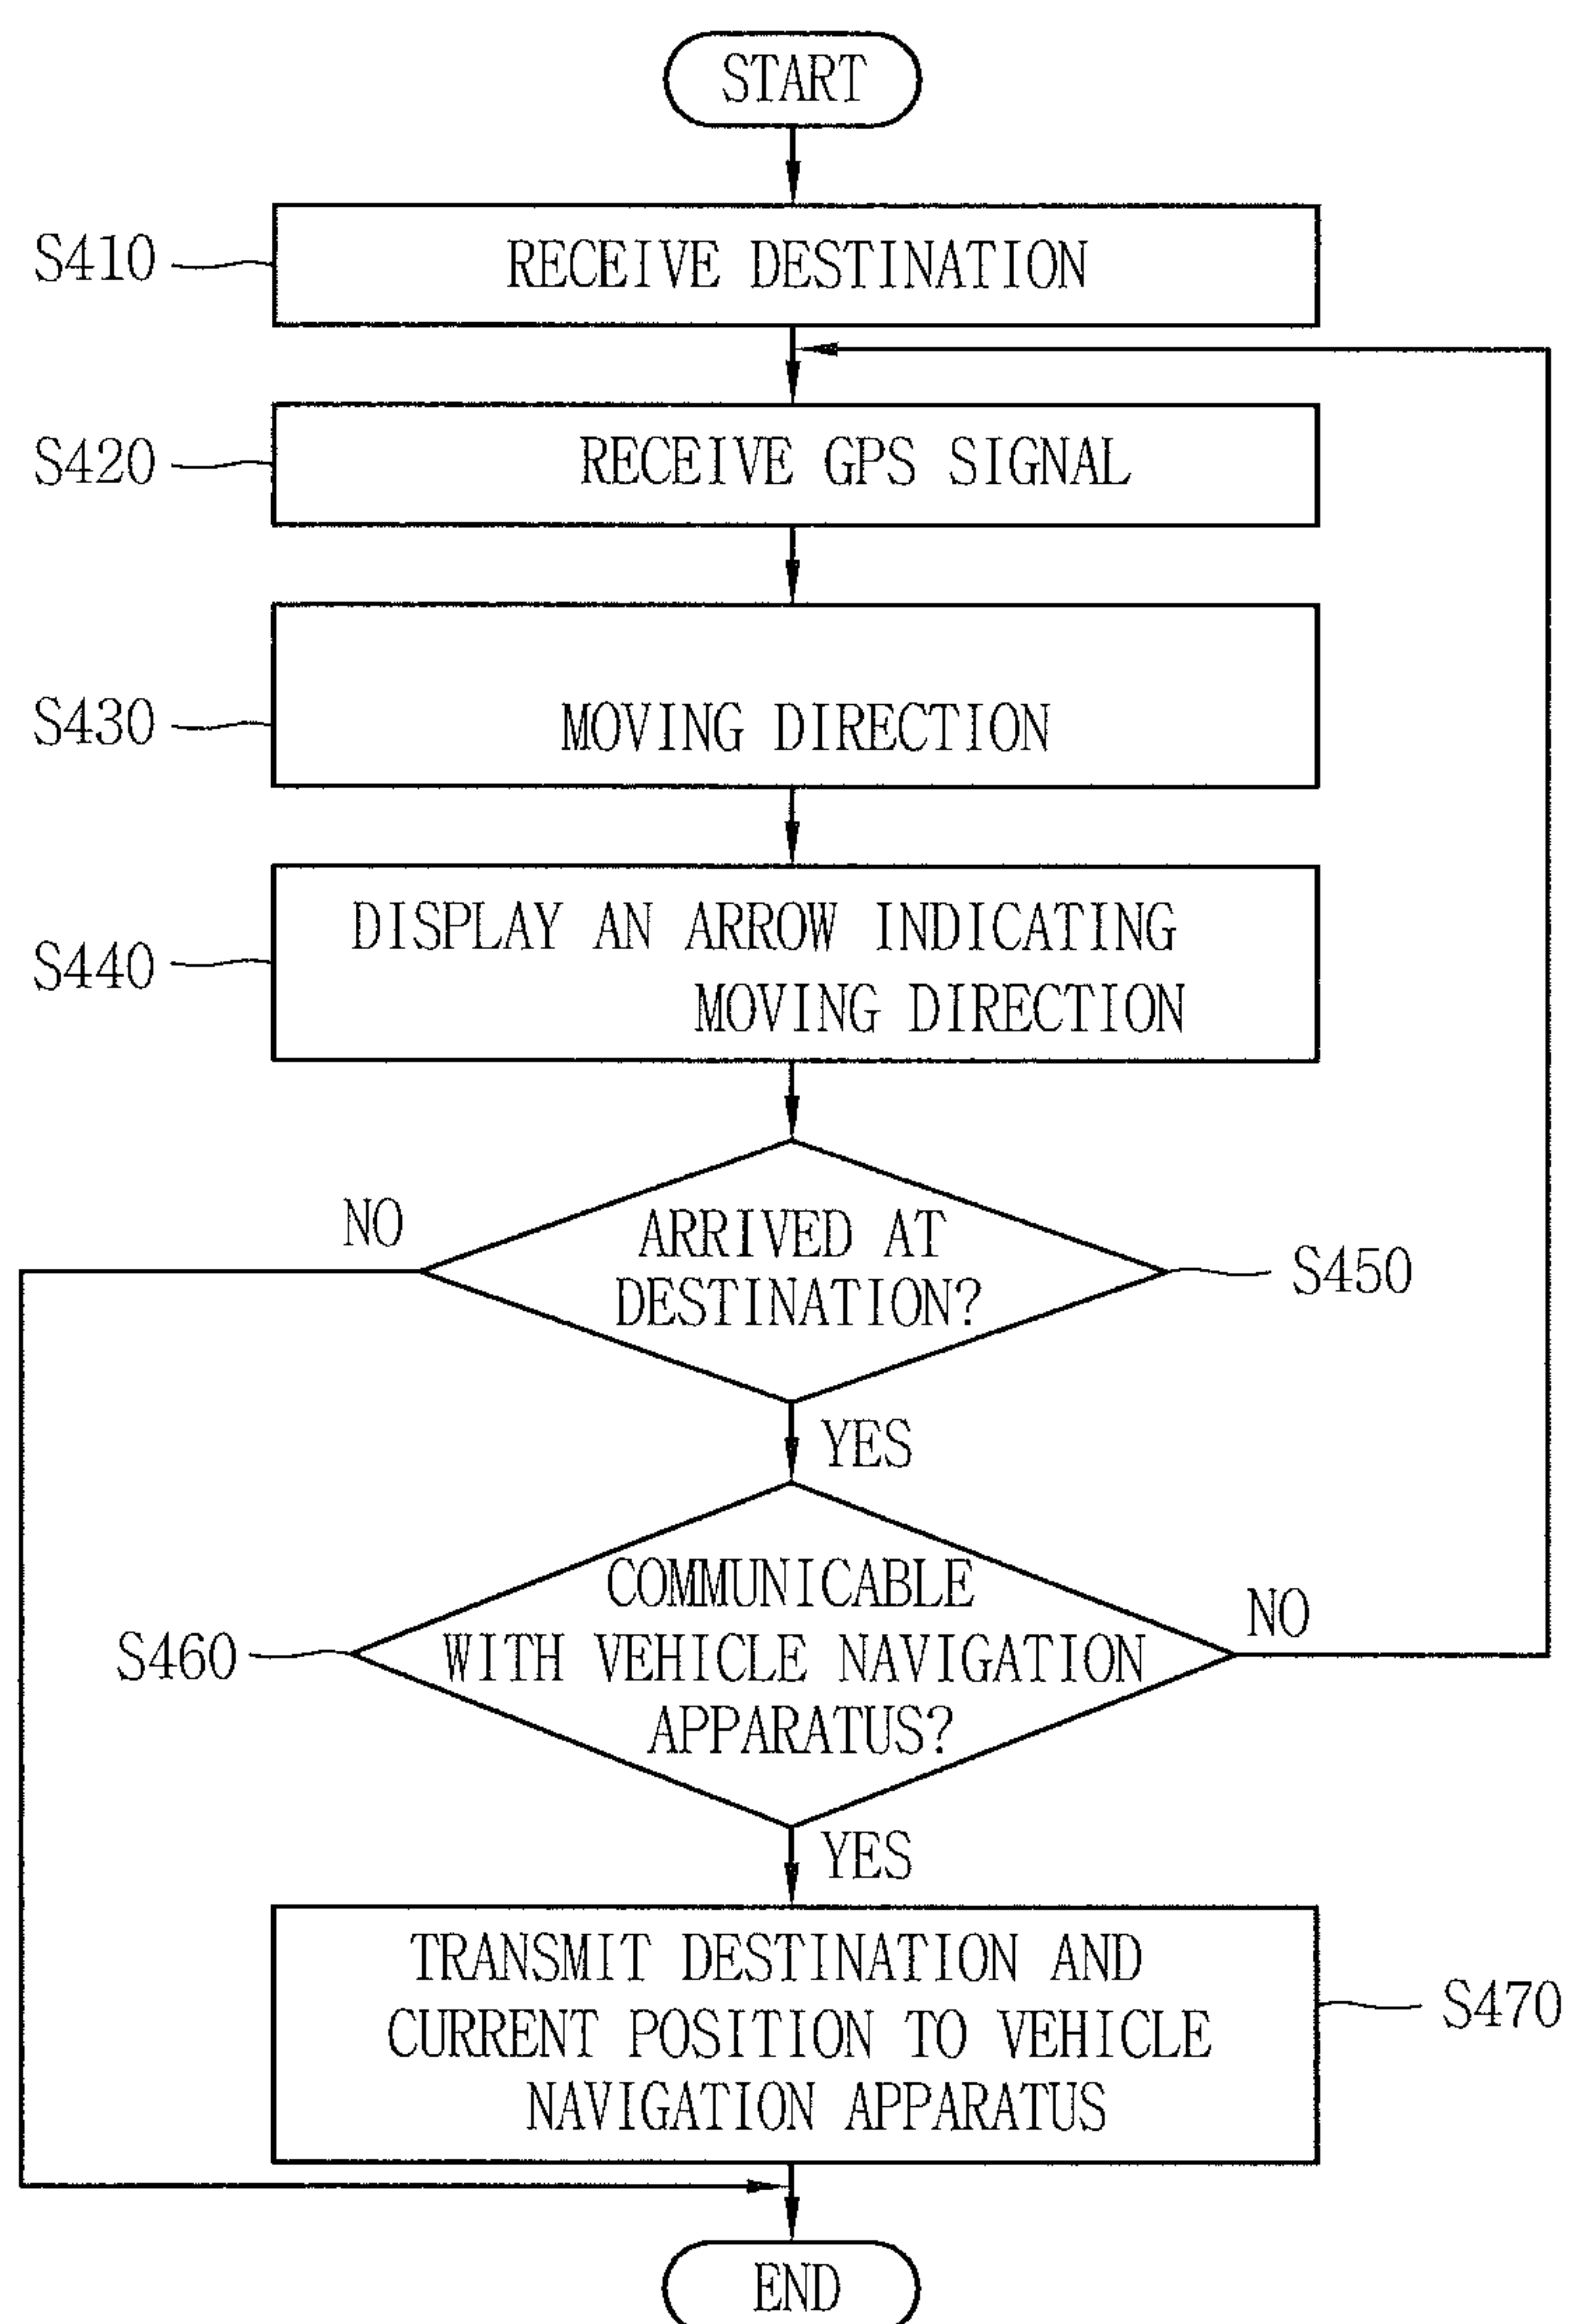 START
S410
RECEIVE DESTINATION
S420
RECEIVE GPS SIGNAL
S430
MOVING DIRECTION
S440
DISPLAY AN ARROW INDICATING
MOVING DIRECTION
NO
ARRIVED AT
DESTINATION?
S450
YES
S460
COMMUNICABLE
WITH VEHICLE NAVIGATION
APPARATUS?
NO
YES
TRANSMIT DESTINATION AND
CURRENT POSITION TO VEHICLE
NAVIGATION APPARATUS
S470
END